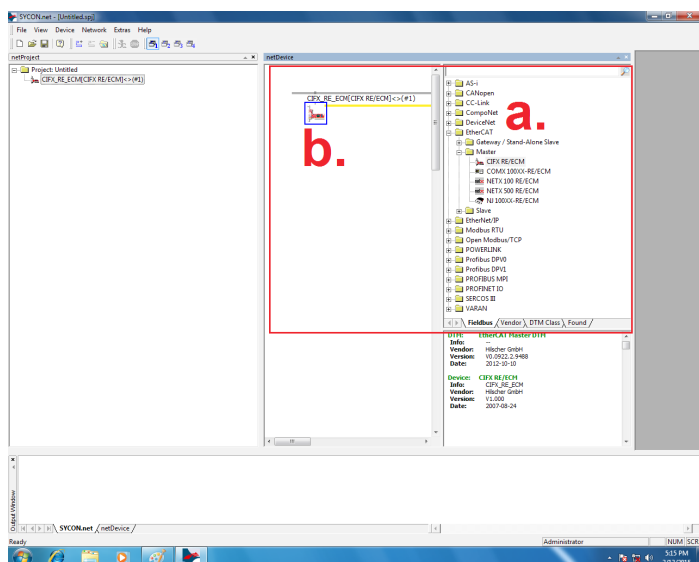 SYCON.net - [Untitled.spj]
File View Device Network Extras Help
netProject
Project: Untitled
CIFX_RE_ECM[CIFX RE/ECM]<>(#1)
netDevice
CIFX_RE_ECM[CIFX RE/ECM]<>(#1)
b.
a.
AS-i
CANopen
CC-Link
CompoNet
DeviceNet
EtherCAT
Gateway / Stand-Alone Slave
Master
CIFX RE/ECM
COMX 100XX-RE/ECM
NETX 100 RE/ECM
NETX 500 RE/ECM
NJ 100XX-RE/ECM
Slave
EtherNet/IP
Modbus RTU
Open Modbus/TCP
POWERLINK
Profibus DPV0
Profibus DPV1
PROFIBUS MPI
PROFINET IO
SERCOS III
VARAN
Fieldbus Vendor DTM Class Found
DTM: EtherCAT Master DTM
Info: --
Vendor: Hilscher GmbH
Version: V0.0922.2.9488
Date: 2012-10-10
Device: CIFX RE/ECM
Info: CIFX_RE_ECM
Vendor: Hilscher GmbH
Version: V1.000
Date: 2007-08-24
Output Window
SYCON.net netDevice
Ready
Administrator
NUM SCR
5:15 PM